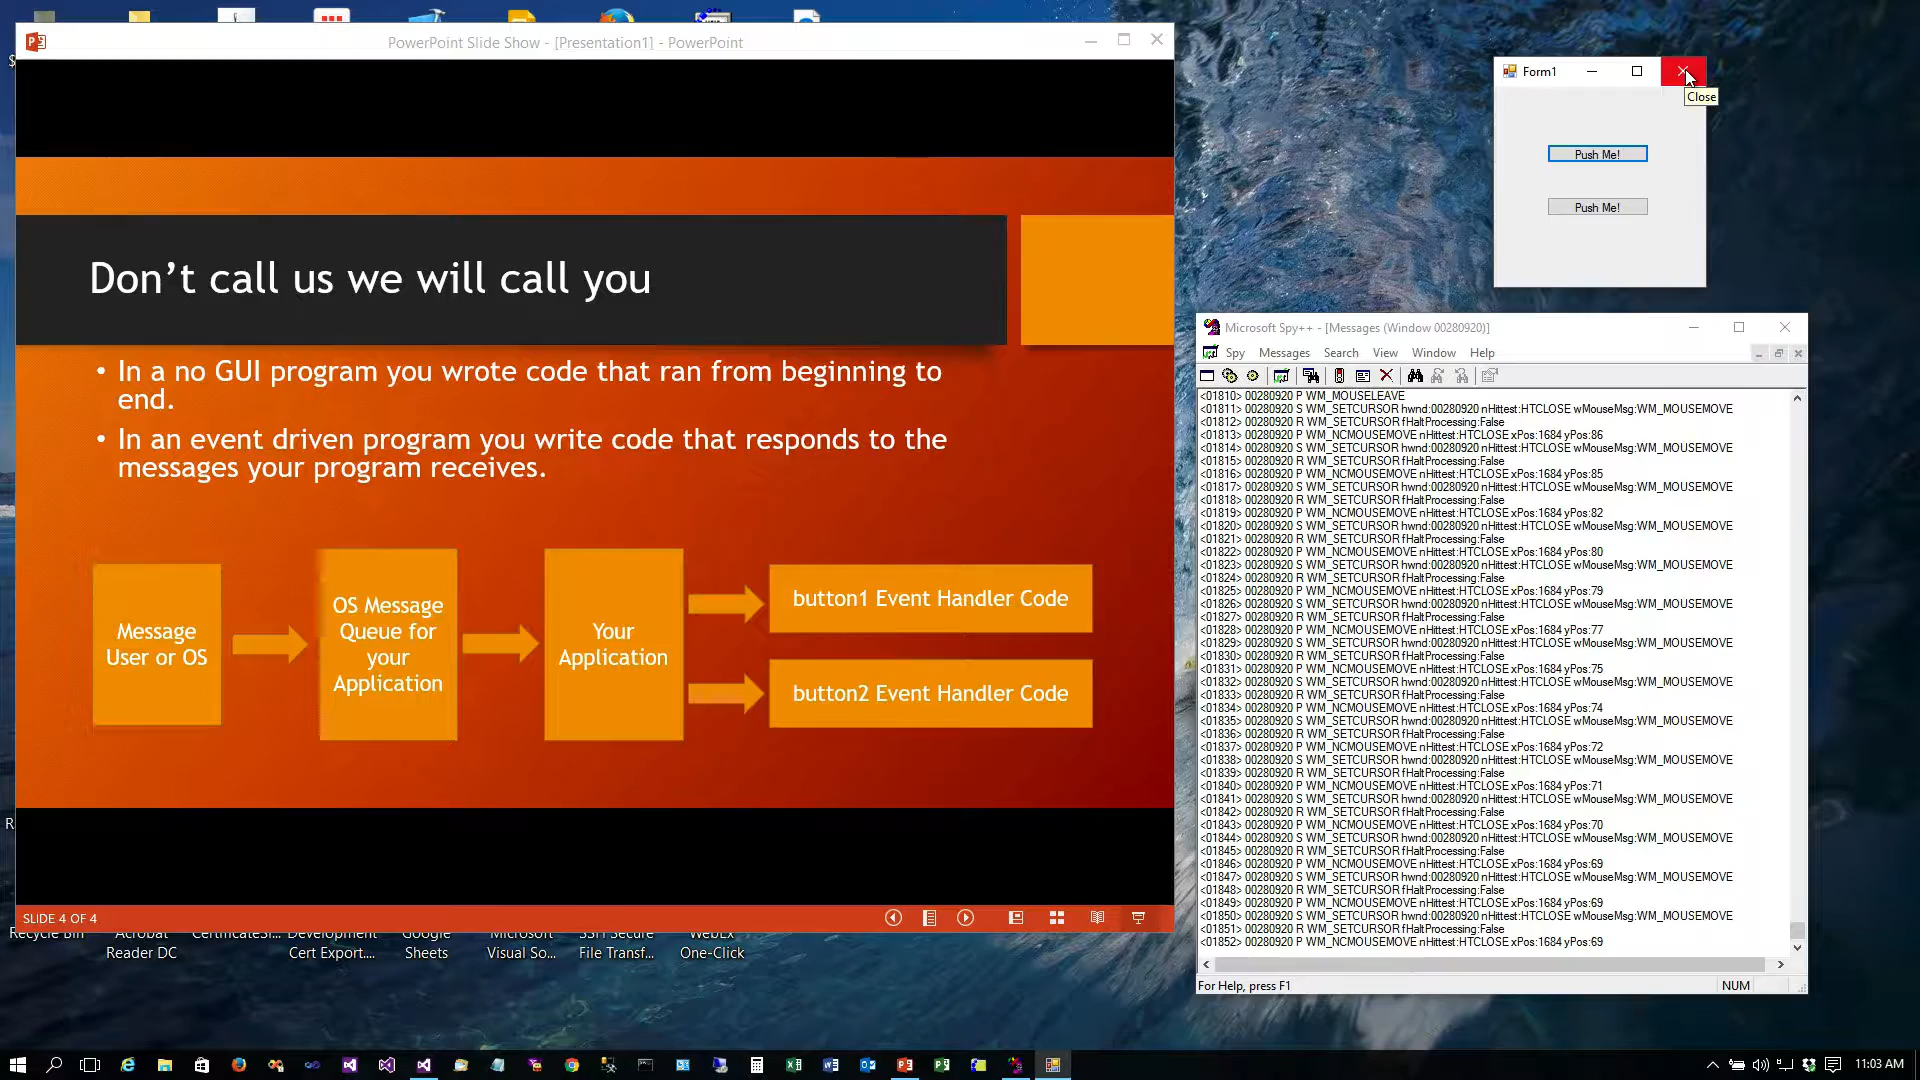 PowerPoint Slide Show - [Presentation1] - PowerPoint
Don't call us we will call you
• In a no GUI program you wrote code that ran from beginning to
end.
• In an event driven program you write code that responds to the
messages your program receives.
Message
User or OS
OS Message
Queue for
your
Application
Your
Application
button1 Event Handler Code
button2 Event Handler Code
SLIDE 4 OF 4
Recycle Bin
Acrobat
Reader DC
CertificateSi...
Development
Cert Export....
Google
Sheets
Microsoft
Visual So...
SSH Secure
File Transf...
WebEx
One-Click
Form1
Close
Push Me!
Push Me!
Microsoft Spy++ - [Messages (Window 00280920)]
Spy Messages Search View Window Help
<01810> 00280920 P WM_MOUSELEAVE
<01811> 00280920 S WM_SETCURSOR hwnd:00280920 nHittest:HTCLOSE wMouseMsg:WM_MOUSEMOVE
<01812> 00280920 R WM_SETCURSOR fHaltProcessing:False
<01813> 00280920 P WM_NCMOUSEMOVE nHittest:HTCLOSE xPos:1684 yPos:86
<01814> 00280920 S WM_SETCURSOR hwnd:00280920 nHittest:HTCLOSE wMouseMsg:WM_MOUSEMOVE
<01815> 00280920 R WM_SETCURSOR fHaltProcessing:False
<01816> 00280920 P WM_NCMOUSEMOVE nHittest:HTCLOSE xPos:1684 yPos:85
<01817> 00280920 S WM_SETCURSOR hwnd:00280920 nHittest:HTCLOSE wMouseMsg:WM_MOUSEMOVE
<01818> 00280920 R WM_SETCURSOR fHaltProcessing:False
<01819> 00280920 P WM_NCMOUSEMOVE nHittest:HTCLOSE xPos:1684 yPos:82
<01820> 00280920 S WM_SETCURSOR hwnd:00280920 nHittest:HTCLOSE wMouseMsg:WM_MOUSEMOVE
<01821> 00280920 R WM_SETCURSOR fHaltProcessing:False
<01822> 00280920 P WM_NCMOUSEMOVE nHittest:HTCLOSE xPos:1684 yPos:80
<01823> 00280920 S WM_SETCURSOR hwnd:00280920 nHittest:HTCLOSE wMouseMsg:WM_MOUSEMOVE
<01824> 00280920 R WM_SETCURSOR fHaltProcessing:False
<01825> 00280920 P WM_NCMOUSEMOVE nHittest:HTCLOSE xPos:1684 yPos:79
<01826> 00280920 S WM_SETCURSOR hwnd:00280920 nHittest:HTCLOSE wMouseMsg:WM_MOUSEMOVE
<01827> 00280920 R WM_SETCURSOR fHaltProcessing:False
<01828> 00280920 P WM_NCMOUSEMOVE nHittest:HTCLOSE xPos:1684 yPos:77
<01829> 00280920 S WM_SETCURSOR hwnd:00280920 nHittest:HTCLOSE wMouseMsg:WM_MOUSEMOVE
<01830> 00280920 R WM_SETCURSOR fHaltProcessing:False
<01831> 00280920 P WM_NCMOUSEMOVE nHittest:HTCLOSE xPos:1684 yPos:75
<01832> 00280920 S WM_SETCURSOR hwnd:00280920 nHittest:HTCLOSE wMouseMsg:WM_MOUSEMOVE
<01833> 00280920 R WM_SETCURSOR fHaltProcessing:False
<01834> 00280920 P WM_NCMOUSEMOVE nHittest:HTCLOSE xPos:1684 yPos:74
<01835> 00280920 S WM_SETCURSOR hwnd:00280920 nHittest:HTCLOSE wMouseMsg:WM_MOUSEMOVE
<01836> 00280920 R WM_SETCURSOR fHaltProcessing:False
<01837> 00280920 P WM_NCMOUSEMOVE nHittest:HTCLOSE xPos:1684 yPos:72
<01838> 00280920 S WM_SETCURSOR hwnd:00280920 nHittest:HTCLOSE wMouseMsg:WM_MOUSEMOVE
<01839> 00280920 R WM_SETCURSOR fHaltProcessing:False
<01840> 00280920 P WM_NCMOUSEMOVE nHittest:HTCLOSE xPos:1684 yPos:71
<01841> 00280920 S WM_SETCURSOR hwnd:00280920 nHittest:HTCLOSE wMouseMsg:WM_MOUSEMOVE
<01842> 00280920 R WM_SETCURSOR fHaltProcessing:False
<01843> 00280920 P WM_NCMOUSEMOVE nHittest:HTCLOSE xPos:1684 yPos:70
<01844> 00280920 S WM_SETCURSOR hwnd:00280920 nHittest:HTCLOSE wMouseMsg:WM_MOUSEMOVE
<01845> 00280920 R WM_SETCURSOR fHaltProcessing:False
<01846> 00280920 P WM_NCMOUSEMOVE nHittest:HTCLOSE xPos:1684 yPos:69
<01847> 00280920 S WM_SETCURSOR hwnd:00280920 nHittest:HTCLOSE wMouseMsg:WM_MOUSEMOVE
<01848> 00280920 R WM_SETCURSOR fHaltProcessing:False
<01849> 00280920 P WM_NCMOUSEMOVE nHittest:HTCLOSE xPos:1684 yPos:69
<01850> 00280920 S WM_SETCURSOR hwnd:00280920 nHittest:HTCLOSE wMouseMsg:WM_MOUSEMOVE
<01851> 00280920 R WM_SETCURSOR fHaltProcessing:False
<01852> 00280920 P WM_NCMOUSEMOVE nHittest:HTCLOSE xPos:1684 yPos:69
For Help, press F1
NUM
11:03 AM